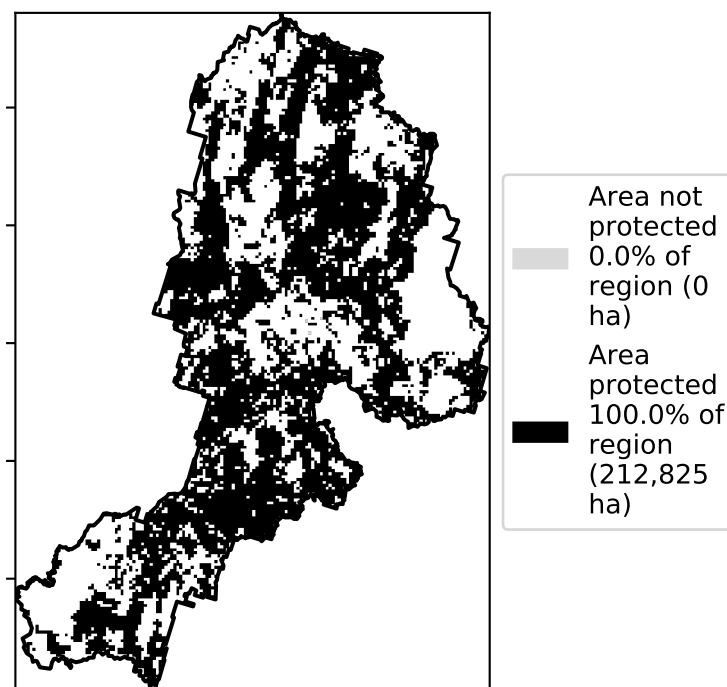 Area not
protected
0.0% of
region (0
ha)
Area
protected
100.0% of
region
(212,825
ha)